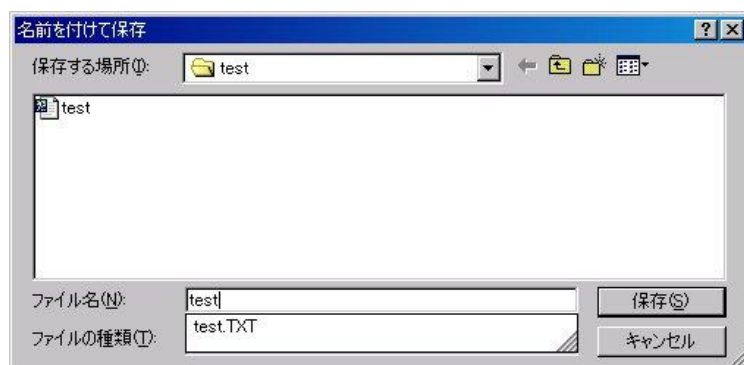 名前を付けて保存
保存する場所(I):
test
test
ファイル名(N):
test
保存(S)
test.TXT
ファイルの種類(T):
キャンセル